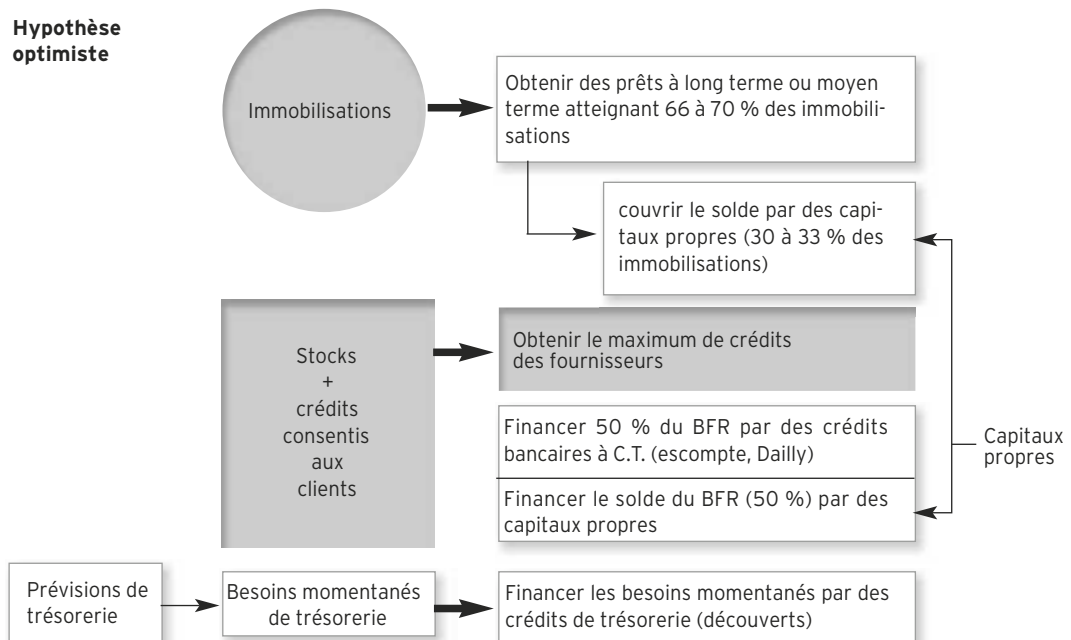 Hypothèse
optimiste
Immobilisations
Obtenir des prêts à long terme ou moyen
terme atteignant 66 à 70 % des immobili-
sations
couvrir le solde par des capi-
taux propres (30 à 33 % des
immobilisations)
Stocks
+
crédits
consentis
aux
clients
Obtenir le maximum de crédits
des fournisseurs
Financer 50 % du BFR par des crédits
bancaires à C.T. (escompte, Dailly)
Financer le solde du BFR (50 %) par des
capitaux propres
Capitaux
propres
Prévisions de
trésorerie
Besoins momentanés
de trésorerie
Financer les besoins momentanés par des
crédits de trésorerie (découverts)